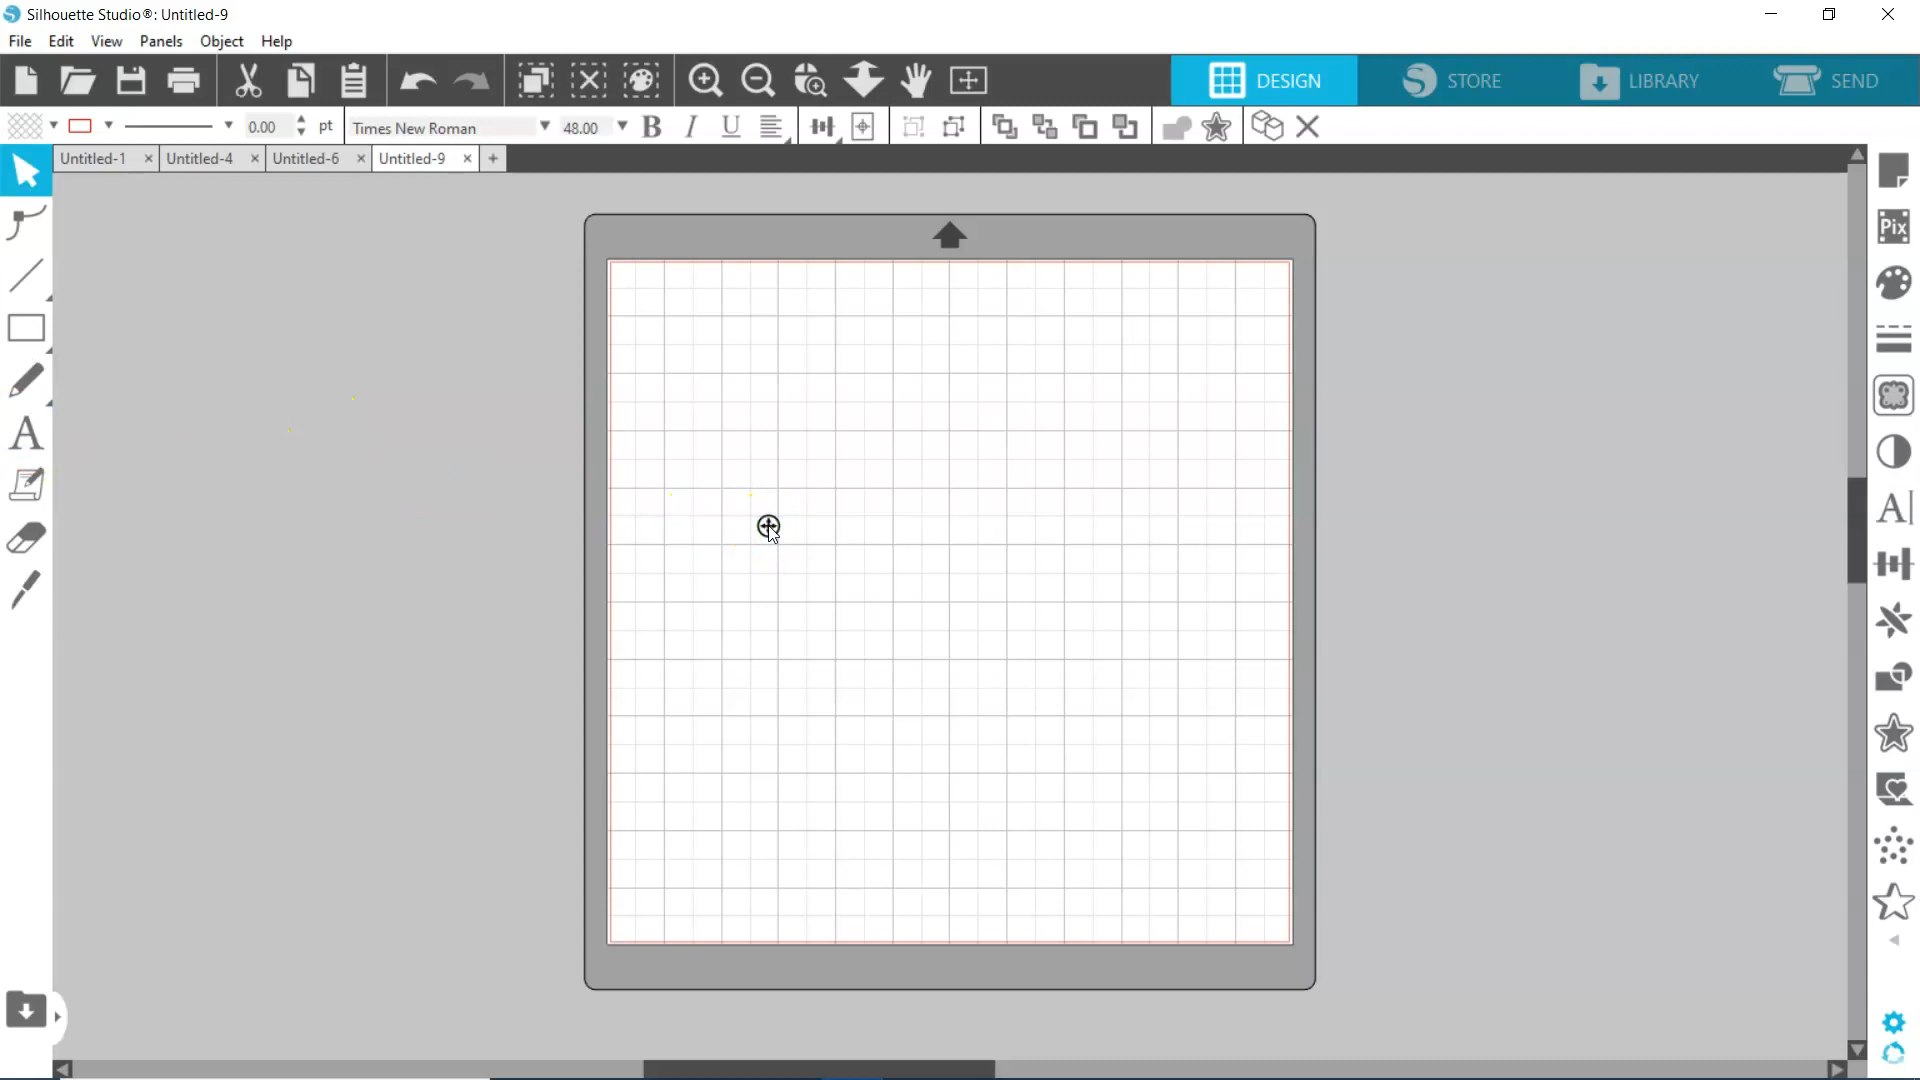 Silhouette Studio®: Untitled-9
File Edit View Panels Object Help
DESIGN STORE LIBRARY SEND
0.00 pt Times New Roman 48.00 B I U
Untitled-1 Untitled-4 Untitled-6 Untitled-9
Pix
A
A